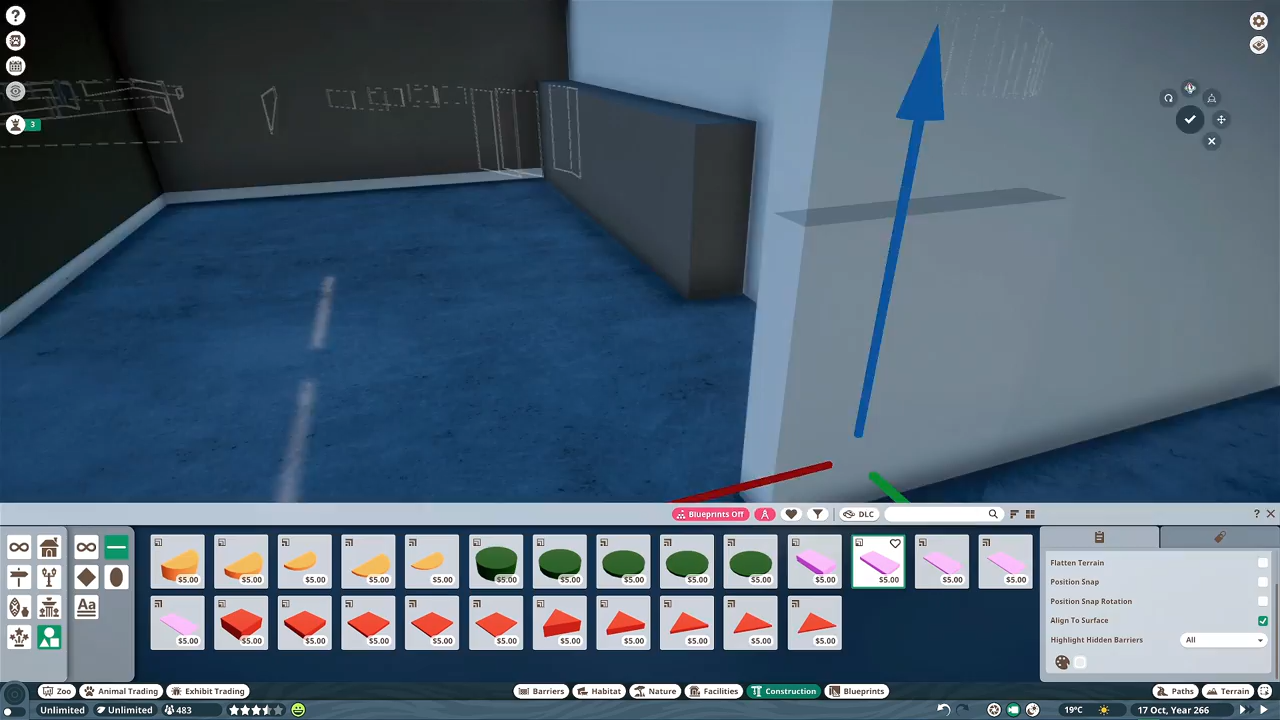 ?
3
Blueprints Off
DLC
?
$5.00 $5.00 $5.00 $5.00 $5.00 $5.00 $5.00 $5.00 $5.00 $5.00 $5.00 $5.00 $5.00 $5.00
Aa
$5.00 $5.00 $5.00 $5.00 $5.00 $5.00 $5.00 $5.00 $5.00 $5.00 $5.00
Flatten Terrain
Position Snap
Position Snap Rotation
Align To Surface
Highlight Hidden Barriers All
Zoo Animal Trading Exhibit Trading Barriers Habitat Nature Facilities Construction Blueprints Paths Terrain
Unlimited Unlimited 483 19°C 17 Oct, Year 266